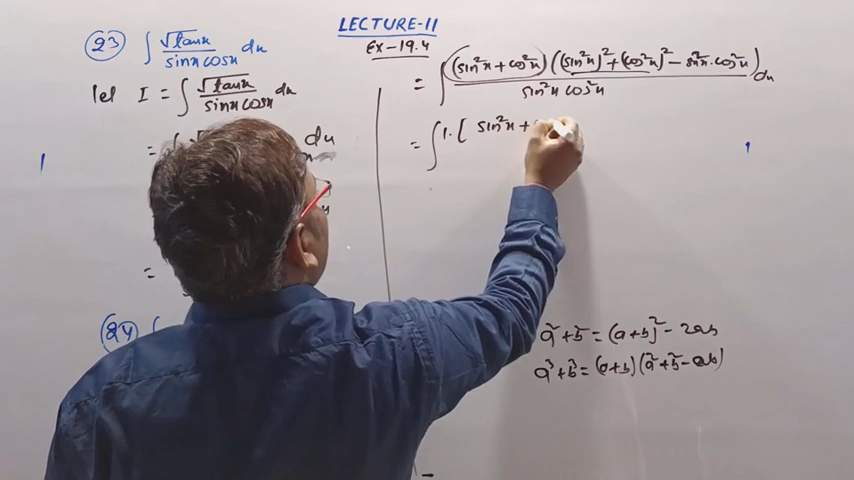 LECTURE-11
Ex-19.4
(23) ∫ √tanx / sinx cosx dx
let I = ∫ √tanx / sinx cosx dx
= ∫ dx
=
(24)
= ∫ (sin²x + cos²x) ((sin²x)² + (cos²x)² - sin²x·cos²x) / sin²x cos²x dx
= ∫ 1·[ sin²x +
a² + b² = (a+b)² - 2ab
a³ + b³ = (a+b)(a² + b² - ab)